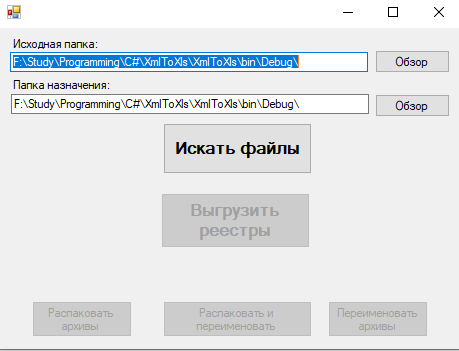 Исходная папка:
F:\Study\Programming\C#\XmlToXls\XmlToXls\bin\Debug\
Обзор
Папка назначения:
F:\Study\Programming\C#\XmlToXls\XmlToXls\bin\Debug\
Обзор
Искать файлы
Выгрузить
реестры
Распаковать
архивы
Распаковать и
переименовать
Переименовать
архивы